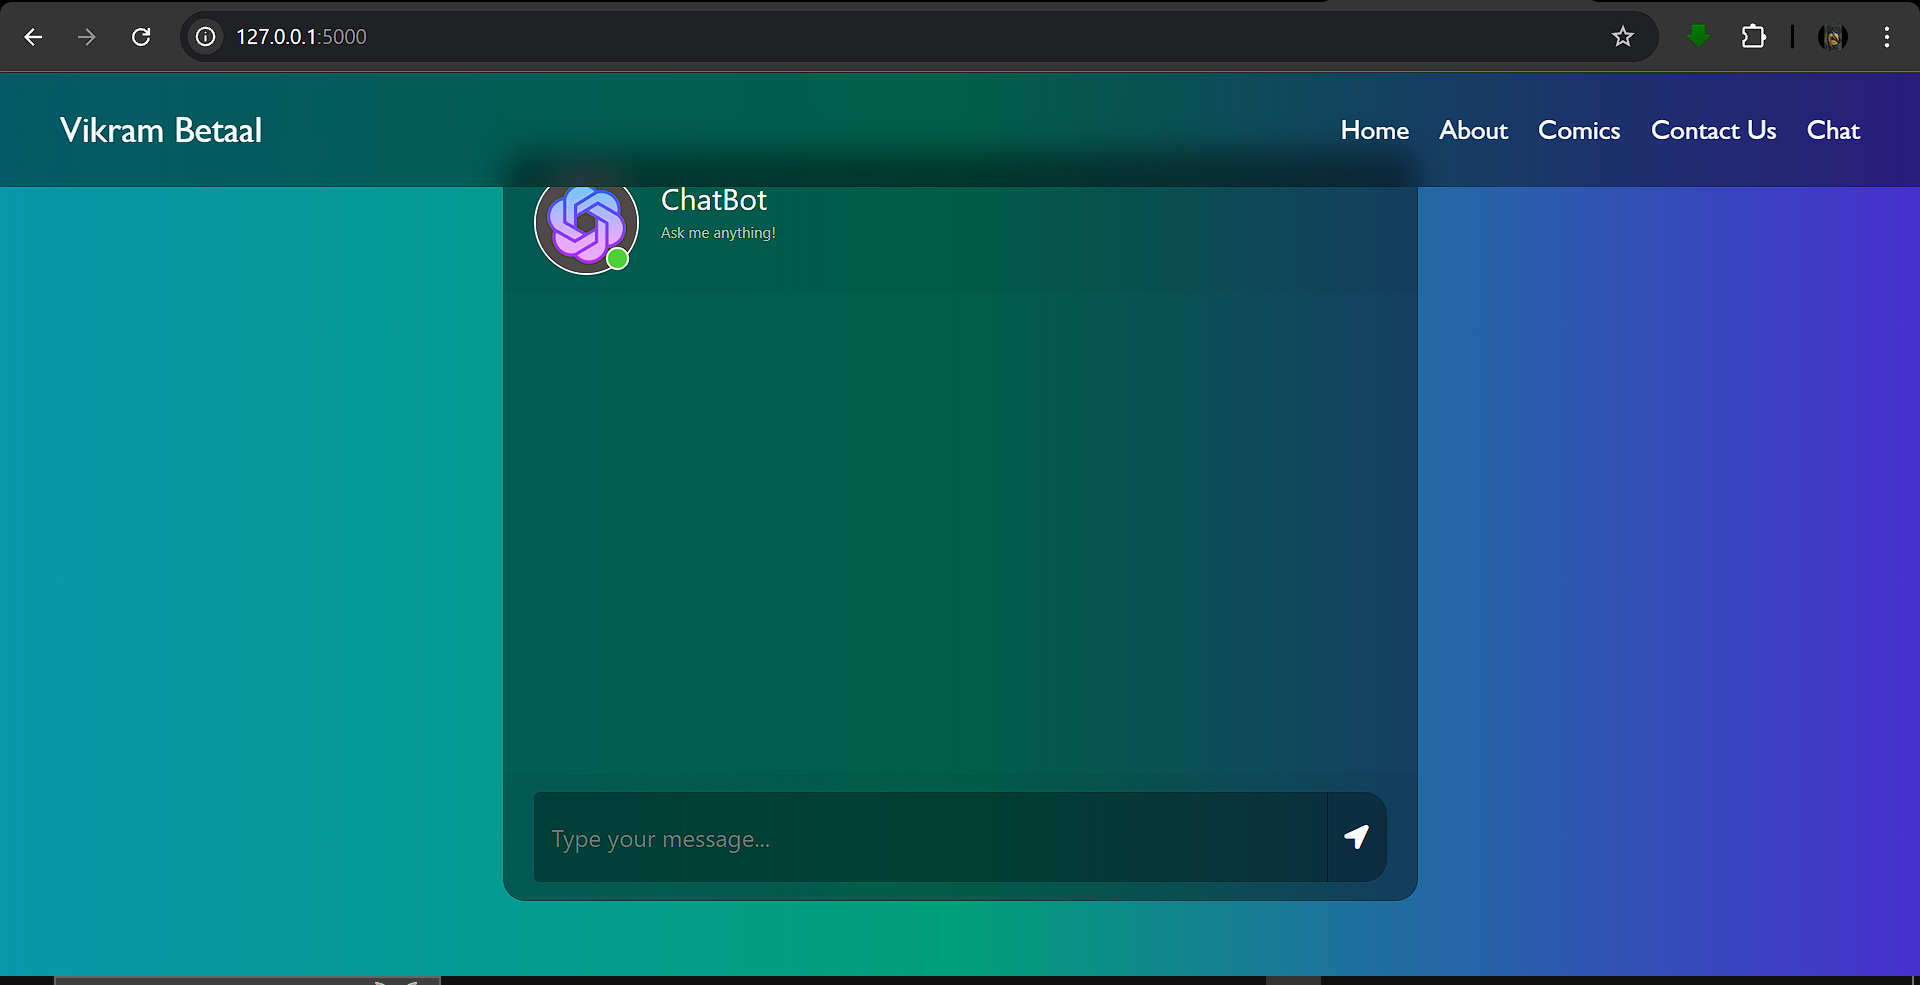 127.0.0.1:5000
Vikram Betaal
Home About Comics Contact Us Chat
ChatBot
Ask me anything!
Type your message...